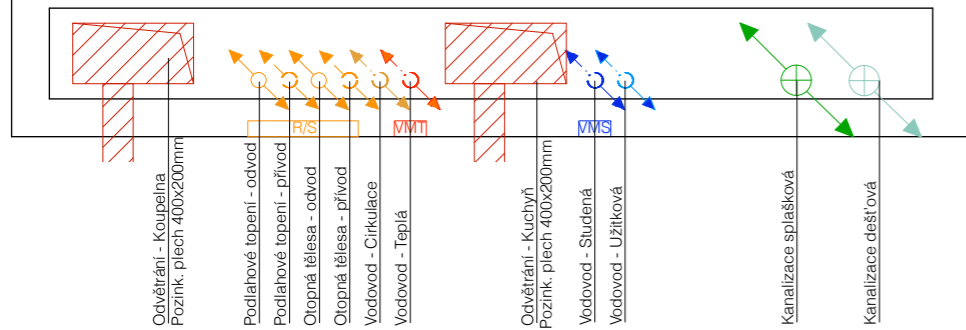 R/S
VMT
VMS
Odvětrání - Koupelna
Pozink. plech 400x200mm
Podlahové topení - odvod
Podlahové topení - přívod
Otopná tělesa - odvod
Otopná tělesa - přívod
Vodovod - Cirkulace
Vodovod - Teplá
Odvětrání - Kuchyň
Pozink. plech 400x200mm
Vodovod - Studená
Vodovod - Užitková
Kanalizace splašková
Kanalizace dešťová